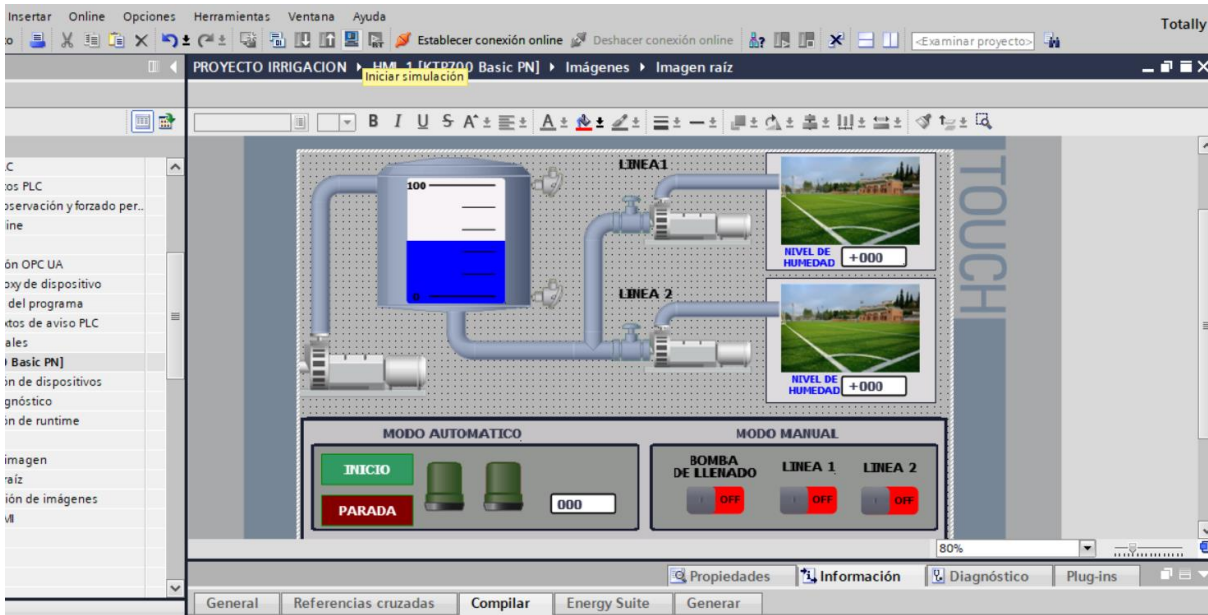 Insertar Online Opciones Herramientas Ventana Ayuda
Totally
Establecer conexión online Deshacer conexión online <Examinar proyecto>
PROYECTO IRRIGACION HMI_1 [KTP700 Basic PN] Imágenes Imagen raíz
Iniciar simulación
B I U S A A
os PLC
observación y forzado per..
ón OPC UA
oxy de dispositivo
del programa
xtos de aviso PLC
ales
Basic PN]
ón de dispositivos
gnóstico
ón de runtime
imagen
raíz
ión de imágenes
TOUCH
LINEA1
100
0
NIVEL DE
HUMEDAD +000
LINEA 2
NIVEL DE
HUMEDAD +000
MODO AUTOMATICO
INICIO
PARADA
000
MODO MANUAL
BOMBA
DE LLENADO LINEA 1 LINEA 2
OFF OFF OFF
80%
Propiedades Información Diagnóstico Plug-ins
General Referencias cruzadas Compilar Energy Suite Generar